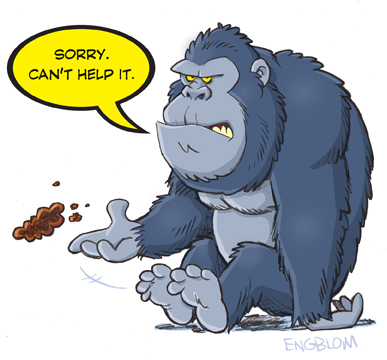 SORRY.
CAN'T HELP IT.
ENGBLOM